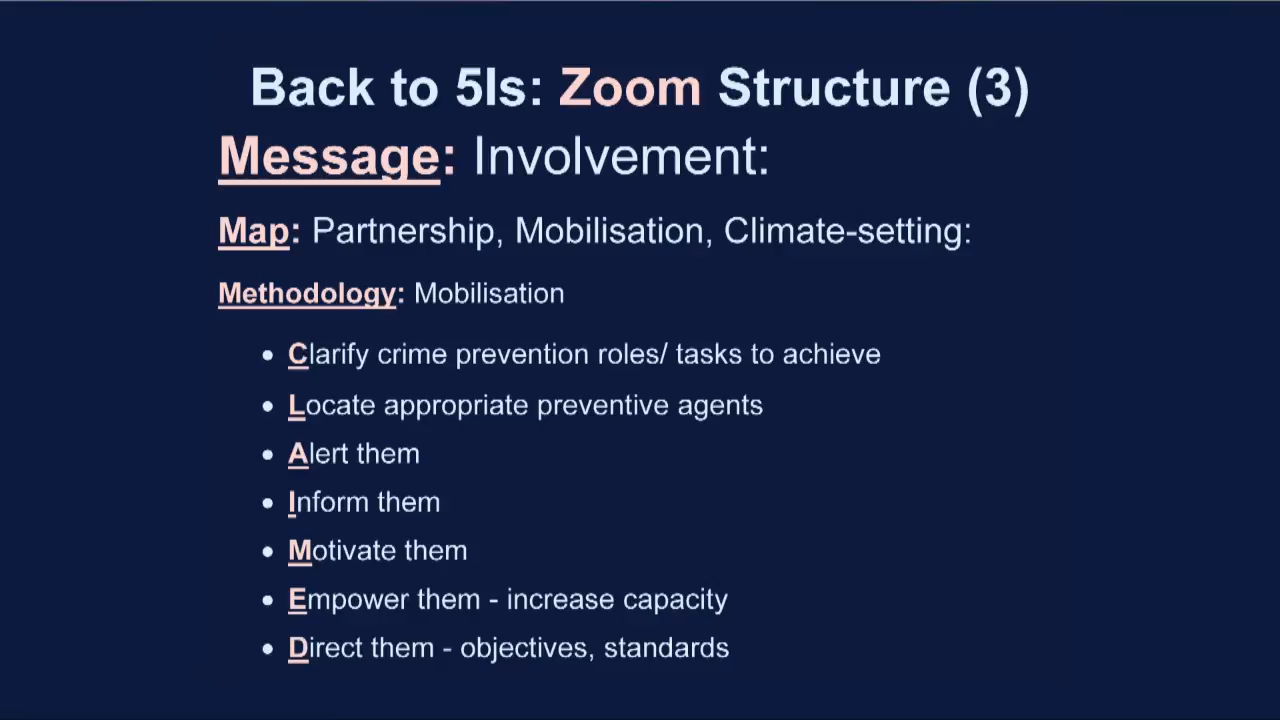 Back to 5Is: Zoom Structure (3)
Message: Involvement:
Map: Partnership, Mobilisation, Climate-setting:
Methodology: Mobilisation
• Clarify crime prevention roles/ tasks to achieve
• Locate appropriate preventive agents
• Alert them
• Inform them
• Motivate them
• Empower them - increase capacity
• Direct them - objectives, standards